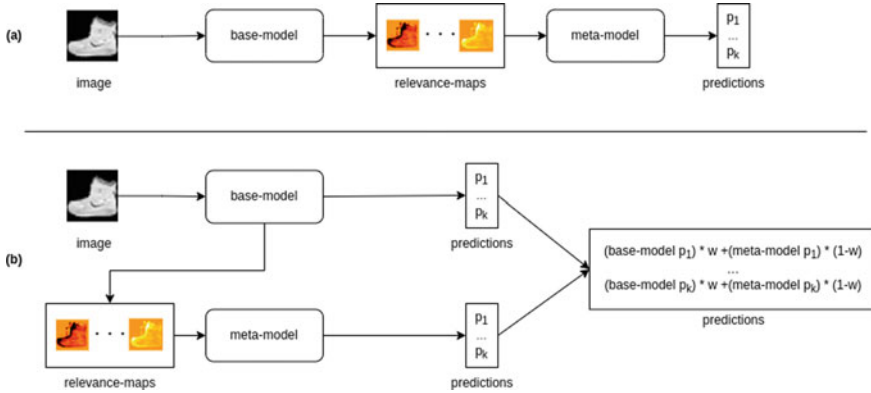 (a)
image
base-model
relevance-maps
meta-model
p1
...
pk
predictions
(b)
image
base-model
p1
...
pk
predictions
relevance-maps
meta-model
p1
...
pk
predictions
(base-model p1) * w +(meta-model p1) * (1-w)
...
(base-model pk) * w +(meta-model pk) * (1-w)
predictions